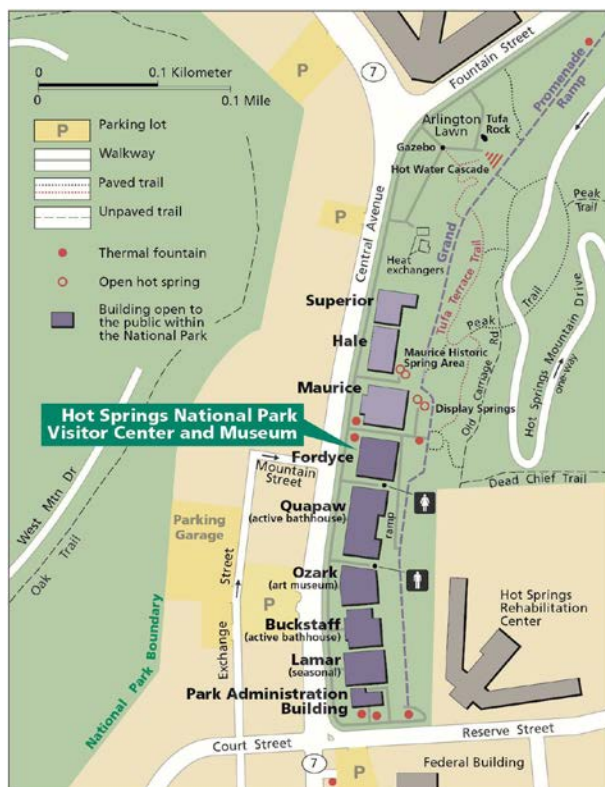 0 0.1 Kilometer
0 0.1 Mile
P Parking lot
Walkway
Paved trail
Unpaved trail
Thermal fountain
Open hot spring
Building open to
the public within
the National Park
P
7
Fountain Street
Promenade
Ramp
Arlington
Lawn
Tufa
Rock
Gazebo
Hot Water Cascade
P
Central Avenue
Grand
Heat
exchangers
Tufa Terrace Trail
Peak
Trail
Peak
Trail
Old Carriage Rd
Hot Springs Mountain Drive
one-way
Superior
Hale
Maurice Historic
Spring Area
Maurice
Display Springs
Hot Springs National Park
Visitor Center and Museum
Fordyce
Mountain
Street
Dead Chief Trail
West Mtn Dr
Oak Trail
Parking
Garage
Quapaw
(active bathhouse)
ramp
Exchange Street
P
Ozark
(art museum)
Hot Springs
Rehabilitation
Center
Buckstaff
(active bathhouse)
Lamar
(seasonal)
Park Administration
Building
National Park Boundary
Court Street
Reserve Street
7
P
Federal Building